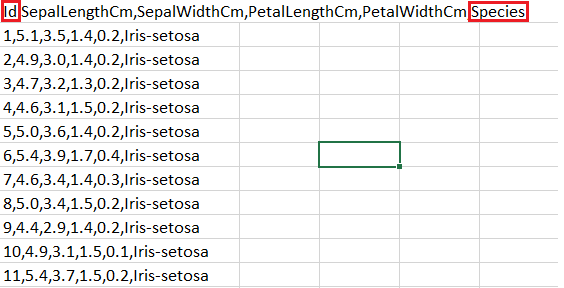 Id,SepalLengthCm,SepalWidthCm,PetalLengthCm,PetalWidthCm,Species
1,5.1,3.5,1.4,0.2,Iris-setosa
2,4.9,3.0,1.4,0.2,Iris-setosa
3,4.7,3.2,1.3,0.2,Iris-setosa
4,4.6,3.1,1.5,0.2,Iris-setosa
5,5.0,3.6,1.4,0.2,Iris-setosa
6,5.4,3.9,1.7,0.4,Iris-setosa
7,4.6,3.4,1.4,0.3,Iris-setosa
8,5.0,3.4,1.5,0.2,Iris-setosa
9,4.4,2.9,1.4,0.2,Iris-setosa
10,4.9,3.1,1.5,0.1,Iris-setosa
11,5.4,3.7,1.5,0.2,Iris-setosa